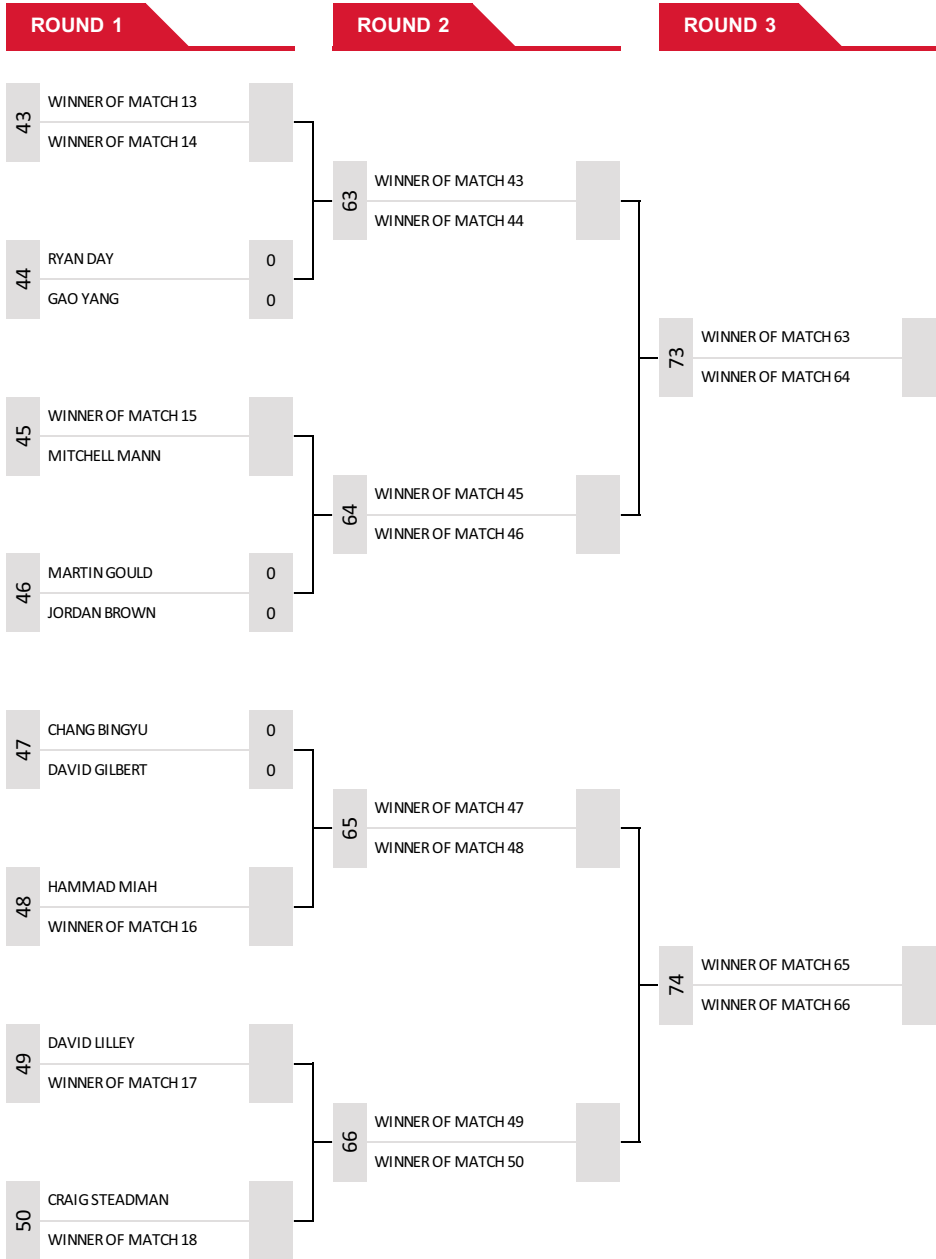 ROUND 1
ROUND 2
ROUND 3
43
WINNER OF MATCH 13
WINNER OF MATCH 14
44
RYAN DAY 0
GAO YANG 0
45
WINNER OF MATCH 15
MITCHELL MANN
46
MARTIN GOULD 0
JORDAN BROWN 0
47
CHANG BINGYU 0
DAVID GILBERT 0
48
HAMMAD MIAH
WINNER OF MATCH 16
49
DAVID LILLEY
WINNER OF MATCH 17
50
CRAIG STEADMAN
WINNER OF MATCH 18
63
WINNER OF MATCH 43
WINNER OF MATCH 44
64
WINNER OF MATCH 45
WINNER OF MATCH 46
65
WINNER OF MATCH 47
WINNER OF MATCH 48
66
WINNER OF MATCH 49
WINNER OF MATCH 50
73
WINNER OF MATCH 63
WINNER OF MATCH 64
74
WINNER OF MATCH 65
WINNER OF MATCH 66